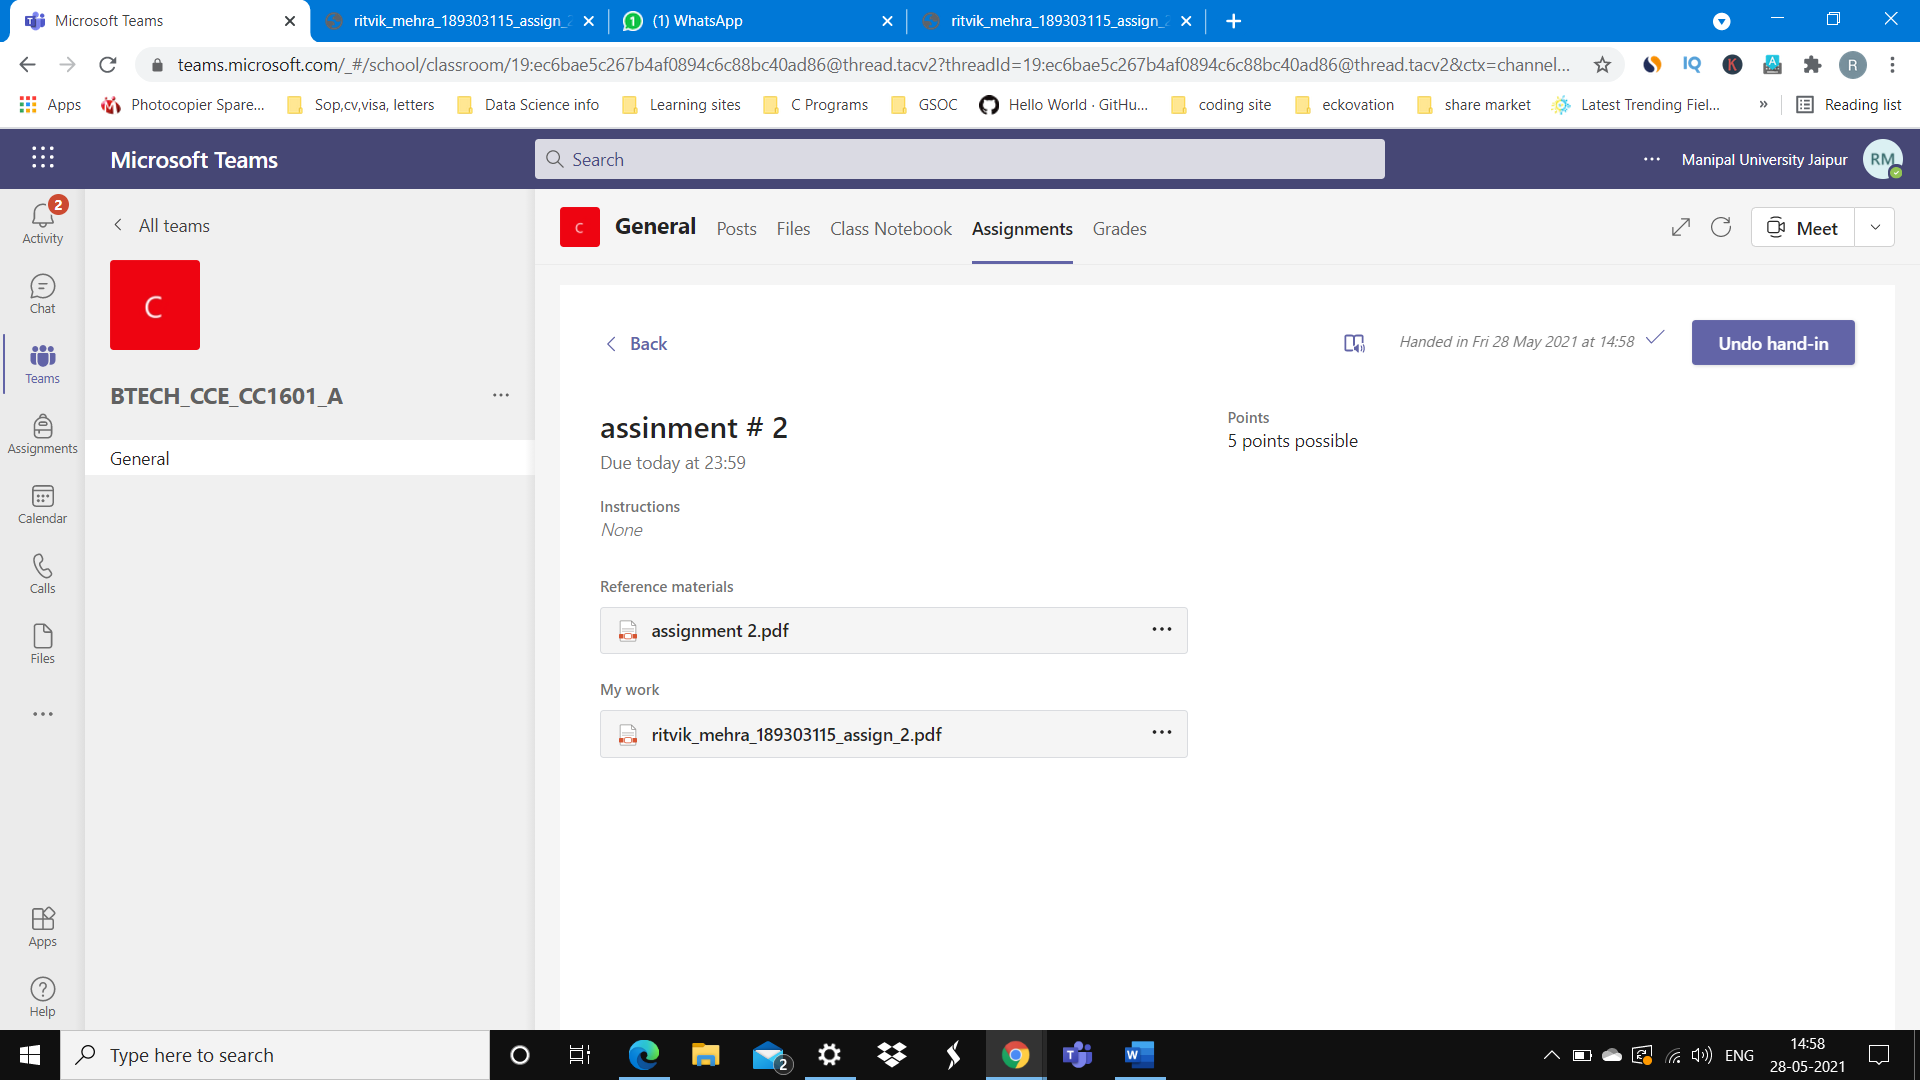 Microsoft Teams
ritvik_mehra_189303115_assign_2
(1) WhatsApp
ritvik_mehra_189303115_assign_2
teams.microsoft.com/_#/school/classroom/19:ec6bae5c267b4af0894c6c88bc40ad86@thread.tacv2?threadId=19:ec6bae5c267b4af0894c6c88bc40ad86@thread.tacv2&ctx=channel...
IQ
K
A
R
Apps
Photocopier Spare...
Sop,cv,visa, letters
Data Science info
Learning sites
C Programs
GSOC
Hello World · GitHu...
coding site
eckovation
share market
Latest Trending Fiel...
»
Reading list
Microsoft Teams
Search
Manipal University Jaipur
RM
2
Activity
Chat
Teams
Assignments
Calendar
Calls
Files
Apps
Help
All teams
C
BTECH_CCE_CC1601_A
General
C
General
Posts
Files
Class Notebook
Assignments
Grades
Meet
Back
Handed in Fri 28 May 2021 at 14:58
Undo hand-in
assinment # 2
Due today at 23:59
Points
5 points possible
Instructions
None
Reference materials
assignment 2.pdf
My work
ritvik_mehra_189303115_assign_2.pdf
Type here to search
2
ENG
14:58
28-05-2021